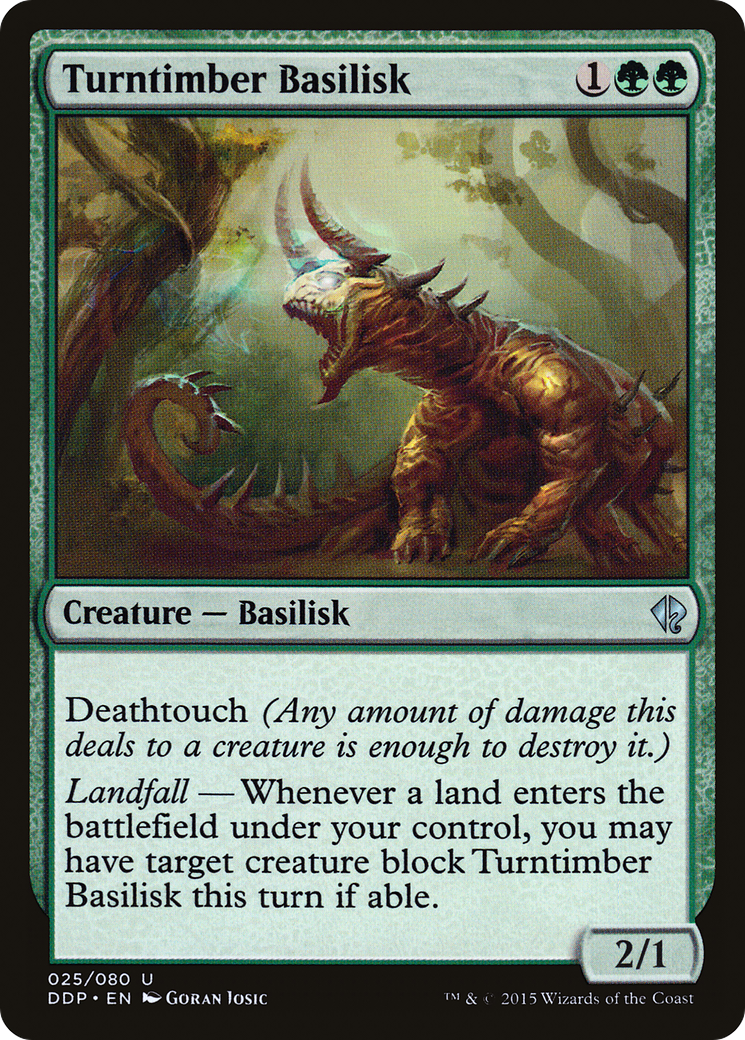 Turntimber Basilisk 1
Creature — Basilisk
Deathtouch (Any amount of damage this
deals to a creature is enough to destroy it.)
Landfall — Whenever a land enters the
battlefield under your control, you may
have target creature block Turntimber
Basilisk this turn if able.
2/1
025/080 U
DDP • EN Goran Josic ™ & © 2015 Wizards of the Coast